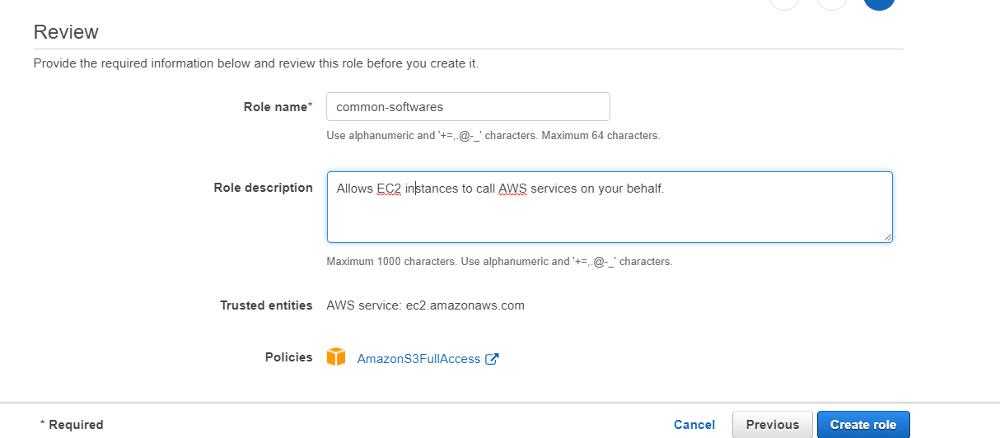 Review
Provide the required information below and review this role before you create it.
Role name*
common-softwares
Use alphanumeric and '+=,.@-_' characters. Maximum 64 characters.
Role description
Allows EC2 instances to call AWS services on your behalf.
Maximum 1000 characters. Use alphanumeric and '+=,.@-_' characters.
Trusted entities AWS service: ec2.amazonaws.com
Policies AmazonS3FullAccess
* Required Cancel Previous Create role